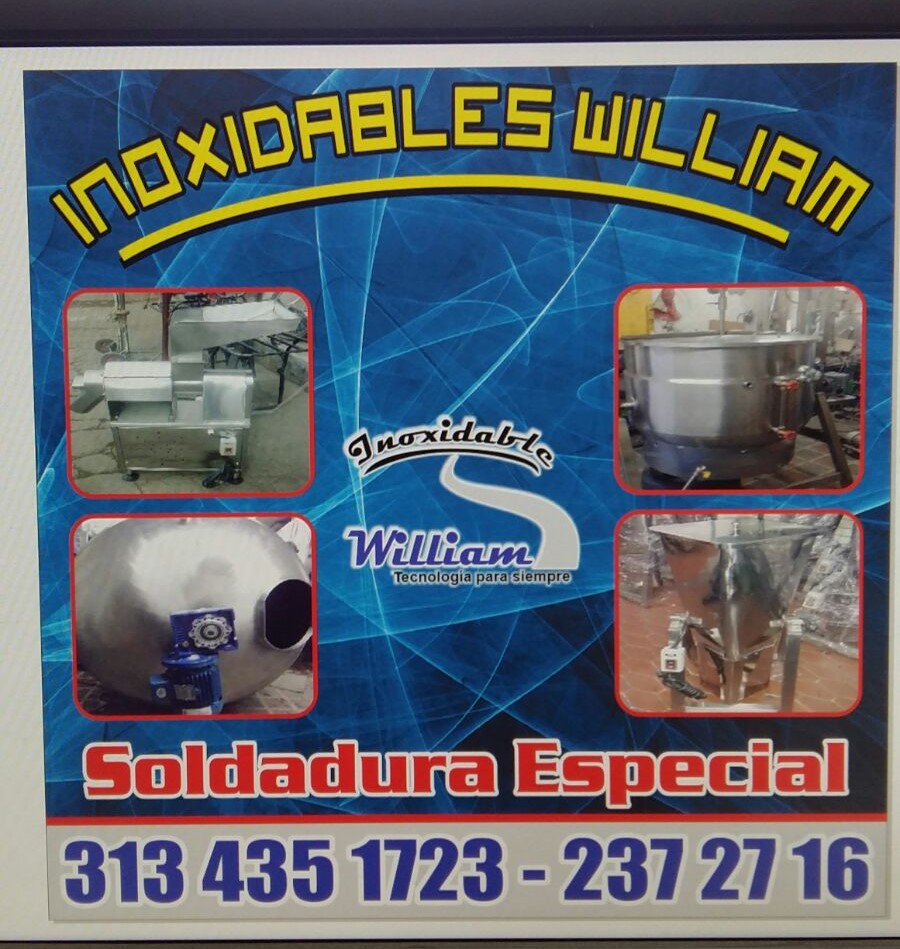 INOXIDABLES WILLIAM
Inoxidable
William
Tecnología para siempre
Soldadura Especial
313 435 1723 - 237 27 16